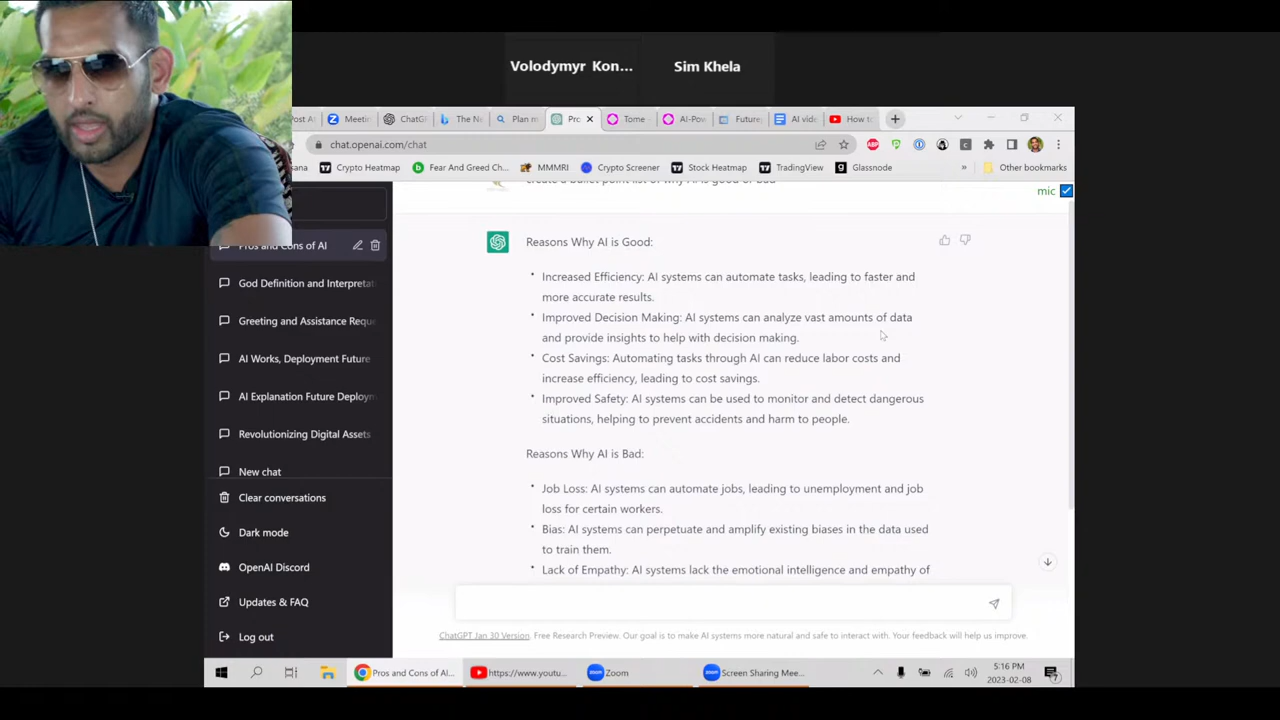 Volodymyr Kon...
Sim Khela
Meetin
ChatG
The Ne
Plan m
Pro
Tome
AI-Pow
Future
AI vide
How to
chat.openai.com/chat
Crypto Heatmap
Fear And Greed Ch...
MMMRI
Crypto Screener
Stock Heatmap
TradingView
Glassnode
»
Other bookmarks
mic
Pros and Cons of AI
God Definition and Interpretat
Greeting and Assistance Reque
AI Works, Deployment Future
AI Explanation Future Deploym
Revolutionizing Digital Assets
New chat
Clear conversations
Dark mode
OpenAI Discord
Updates & FAQ
Log out
Reasons Why AI is Good:
• Increased Efficiency: AI systems can automate tasks, leading to faster and
more accurate results.
• Improved Decision Making: AI systems can analyze vast amounts of data
and provide insights to help with decision making.
• Cost Savings: Automating tasks through AI can reduce labor costs and
increase efficiency, leading to cost savings.
• Improved Safety: AI systems can be used to monitor and detect dangerous
situations, helping to prevent accidents and harm to people.
Reasons Why AI is Bad:
• Job Loss: AI systems can automate jobs, leading to unemployment and job
loss for certain workers.
• Bias: AI systems can perpetuate and amplify existing biases in the data used
to train them.
• Lack of Empathy: AI systems lack the emotional intelligence and empathy of
ChatGPT Jan 30 Version. Free Research Preview. Our goal is to make AI systems more natural and safe to interact with. Your feedback will help us improve.
Pros and Cons of AI...
https://www.youtu...
Zoom
Screen Sharing Mee...
5:16 PM
2023-02-08